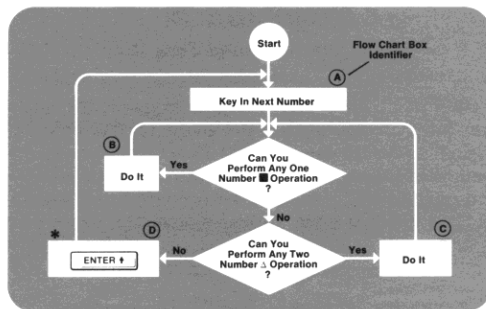 Start
Flow Chart Box
Identifier
A
Key In Next Number
B
Do It
Yes
Can You
Perform Any One
Number ■ Operation
?
No
*
D
ENTER ↑
No
Can You
Perform Any Two
Number △ Operation
?
Yes
C
Do It